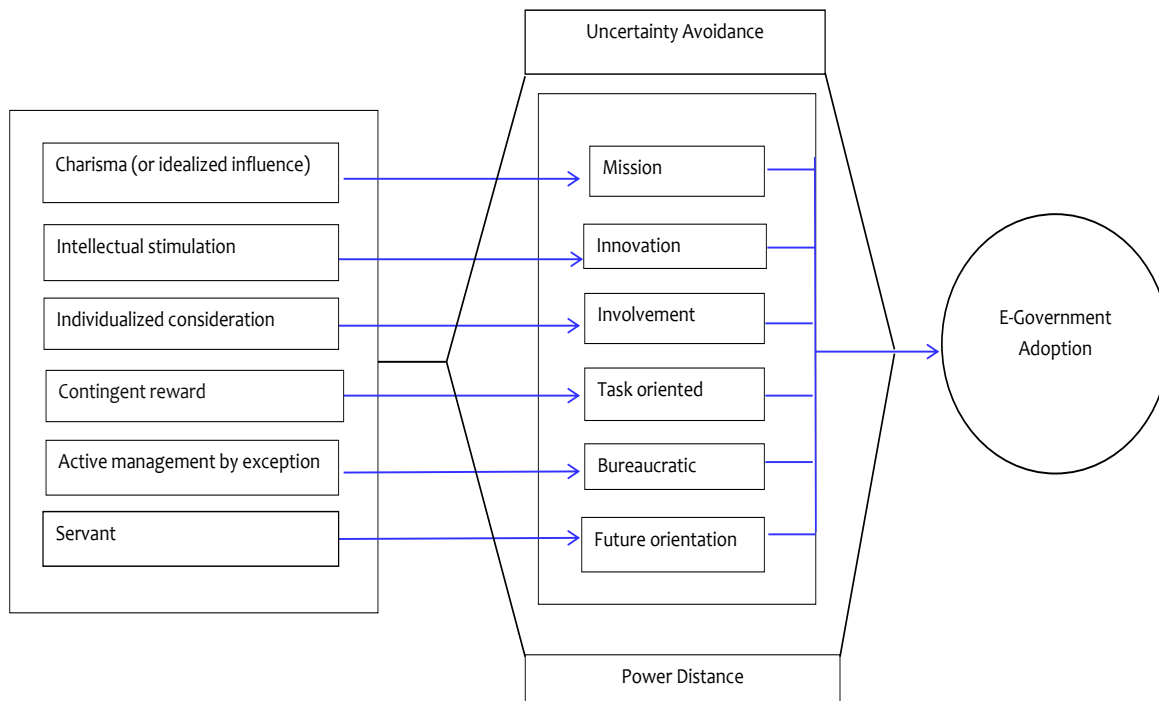 Uncertainty Avoidance
Charisma (or idealized influence)
Intellectual stimulation
Individualized consideration
Contingent reward
Active management by exception
Servant
Mission
Innovation
Involvement
Task oriented
Bureaucratic
Future orientation
E-Government
Adoption
Power Distance